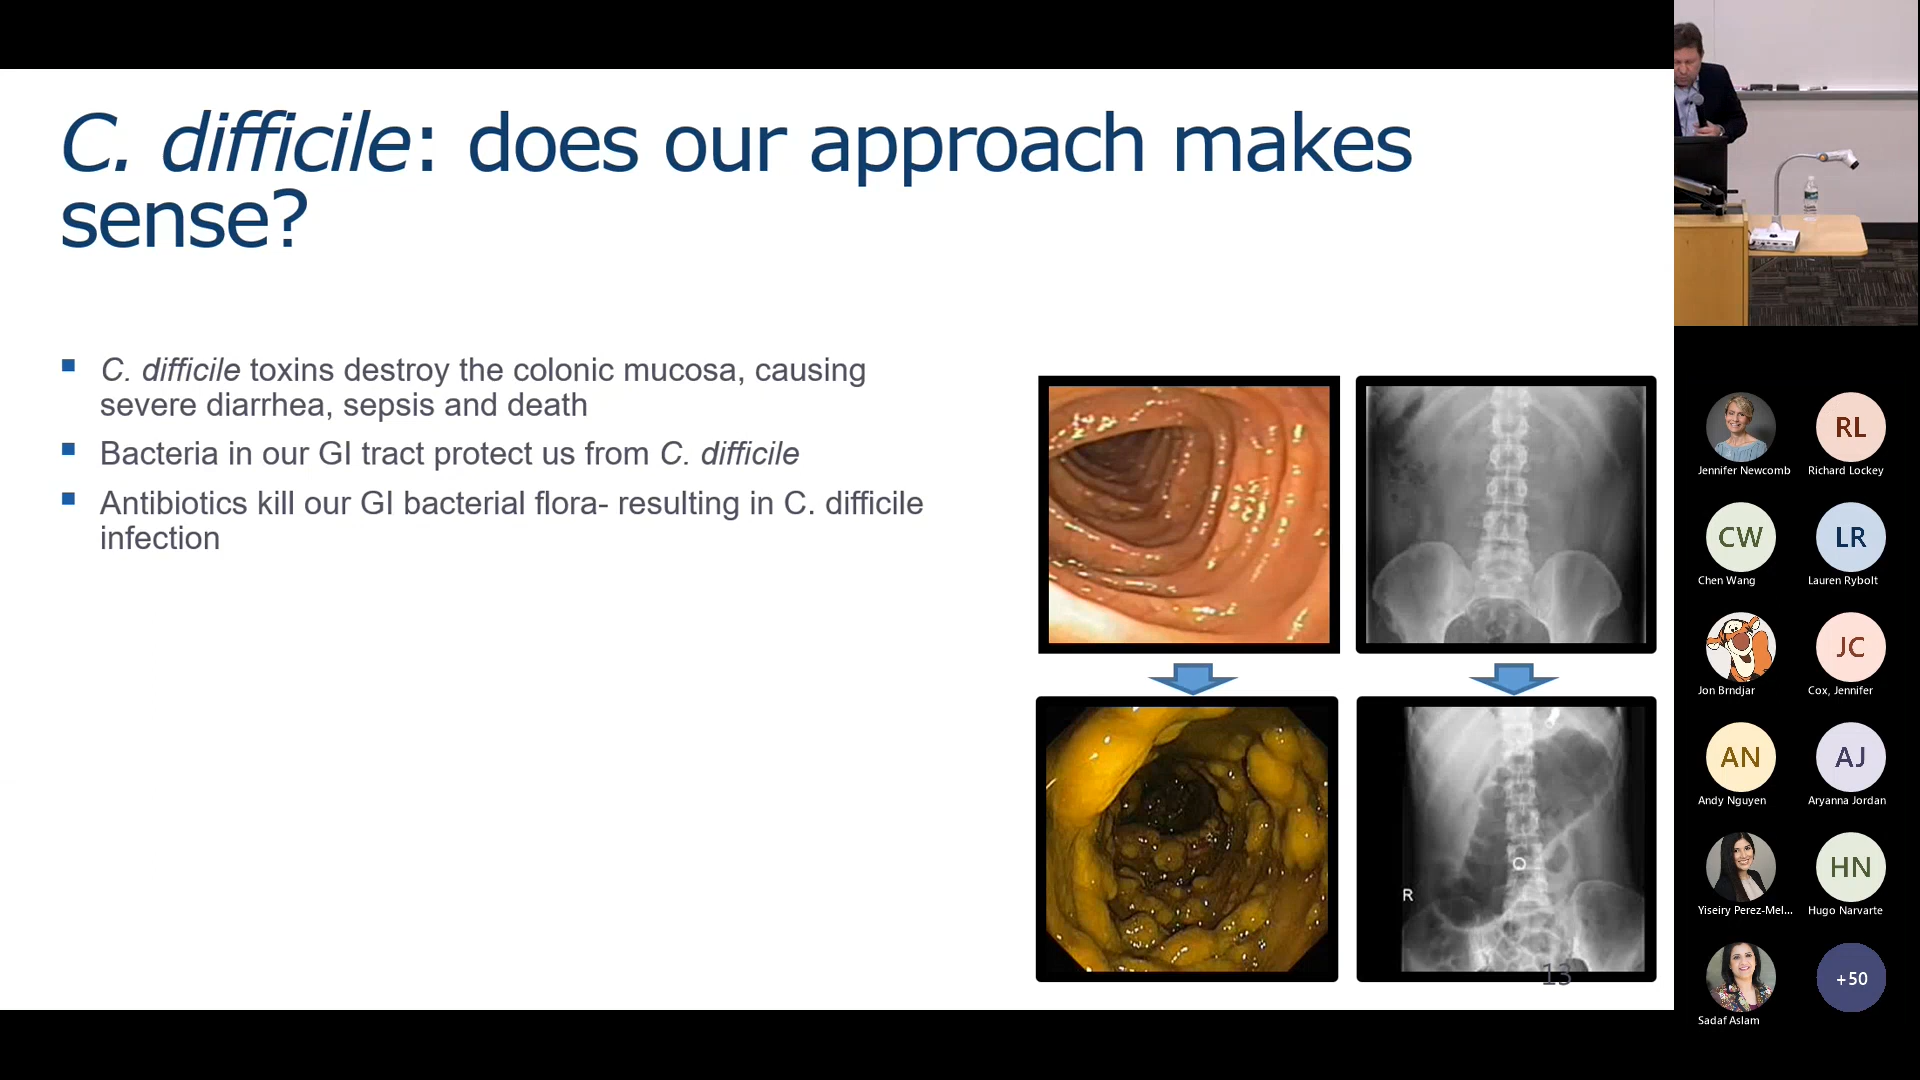 C. difficile: does our approach makes
sense?
C. difficile toxins destroy the colonic mucosa, causing
severe diarrhea, sepsis and death
Bacteria in our GI tract protect us from C. difficile
Antibiotics kill our GI bacterial flora- resulting in C. difficile
infection
R
13
Jennifer Newcomb
RL
Richard Lockey
CW
Chen Wang
LR
Lauren Rybolt
Jon Brndjar
JC
Cox, Jennifer
AN
Andy Nguyen
AJ
Aryanna Jordan
Yiseiry Perez-Mel...
HN
Hugo Narvarte
Sadaf Aslam
+50